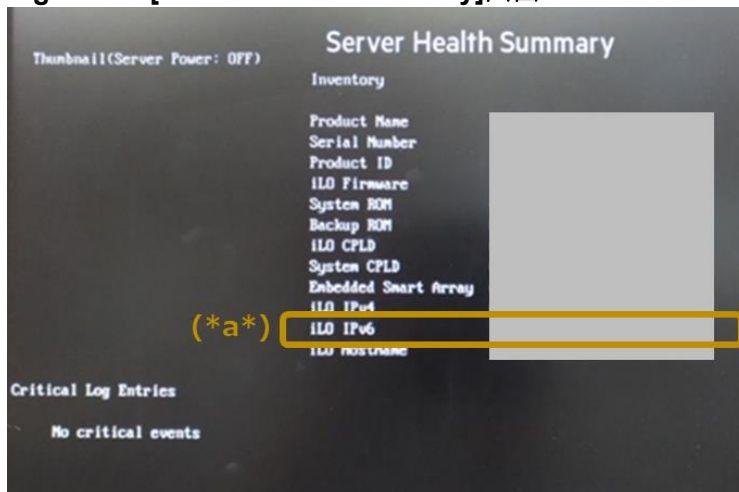 Server Health Summary
Thumbnail(Server Power: OFF)
Inventory
Product Name
Serial Number
Product ID
iLO Firmware
System ROM
Backup ROM
iLO CPLD
System CPLD
Embedded Smart Array
iLO IPv4
(*a*)
iLO IPv6
iLO Hostname
Critical Log Entries
No critical events